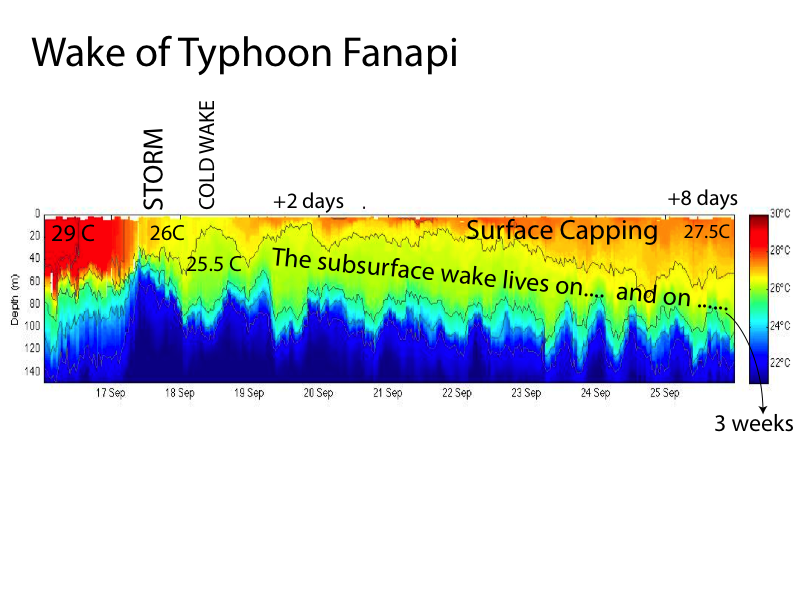 Wake of Typhoon Fanapi
STORM
COLD WAKE
+2 days .
+8 days
0
20
40
60
80
100
120
140
Depth (m)
29 C
26C
25.5 C
Surface Capping
27.5C
The subsurface wake lives on.... and on ......
30°C
28°C
26°C
24°C
22°C
17 Sep
18 Sep
19 Sep
20 Sep
21 Sep
22 Sep
23 Sep
24 Sep
25 Sep
3 weeks